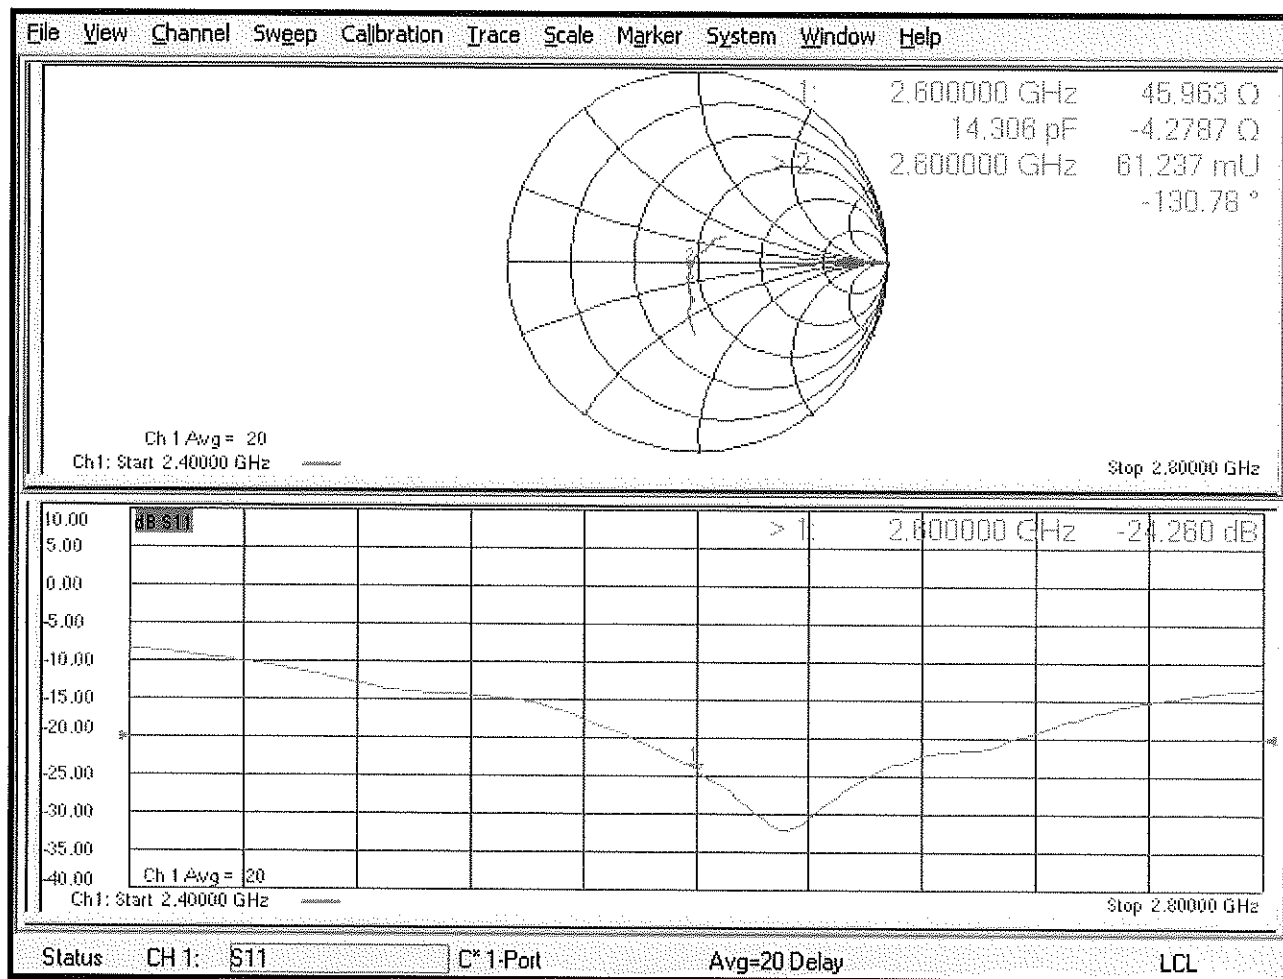 File View Channel Sweep Calibration Trace Scale Marker System Window Help
1: 2.600000 GHz 45.963 Ω
14.306 pF -4.2787 Ω
> 2: 2.600000 GHz 61.237 mU
-130.78 °
2
Ch 1 Avg = 20
Ch1: Start 2.40000 GHz
Stop 2.80000 GHz
10.00
dB S11
> 1: 2.600000 GHz -24.260 dB
5.00
0.00
-5.00
-10.00
-15.00
-20.00
1
-25.00
-30.00
-35.00
-40.00
Ch 1 Avg = 20
Ch1: Start 2.40000 GHz
Stop 2.80000 GHz
Status CH 1: S11 C* 1-Port Avg=20 Delay LCL